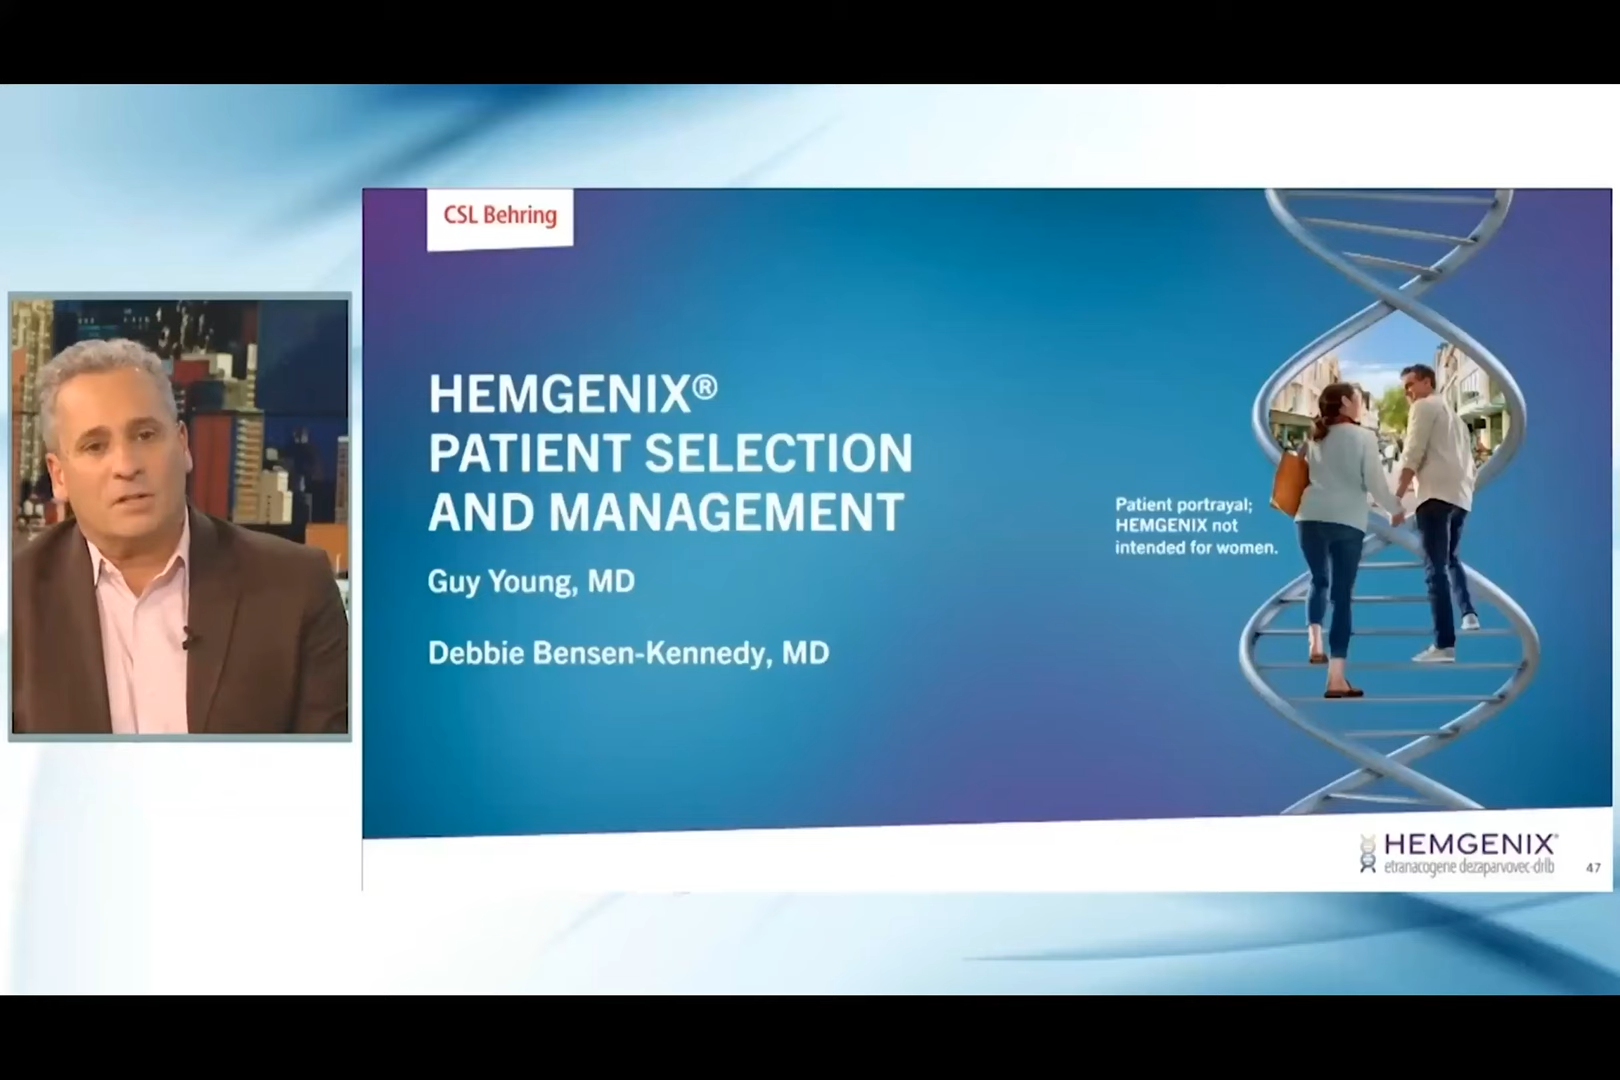 CSL Behring
HEMGENIX®
PATIENT SELECTION
AND MANAGEMENT
Guy Young, MD
Debbie Bensen-Kennedy, MD
Patient portrayal;
HEMGENIX not
intended for women.
HEMGENIX®
etranacogene dezaparvovec-drlb
47